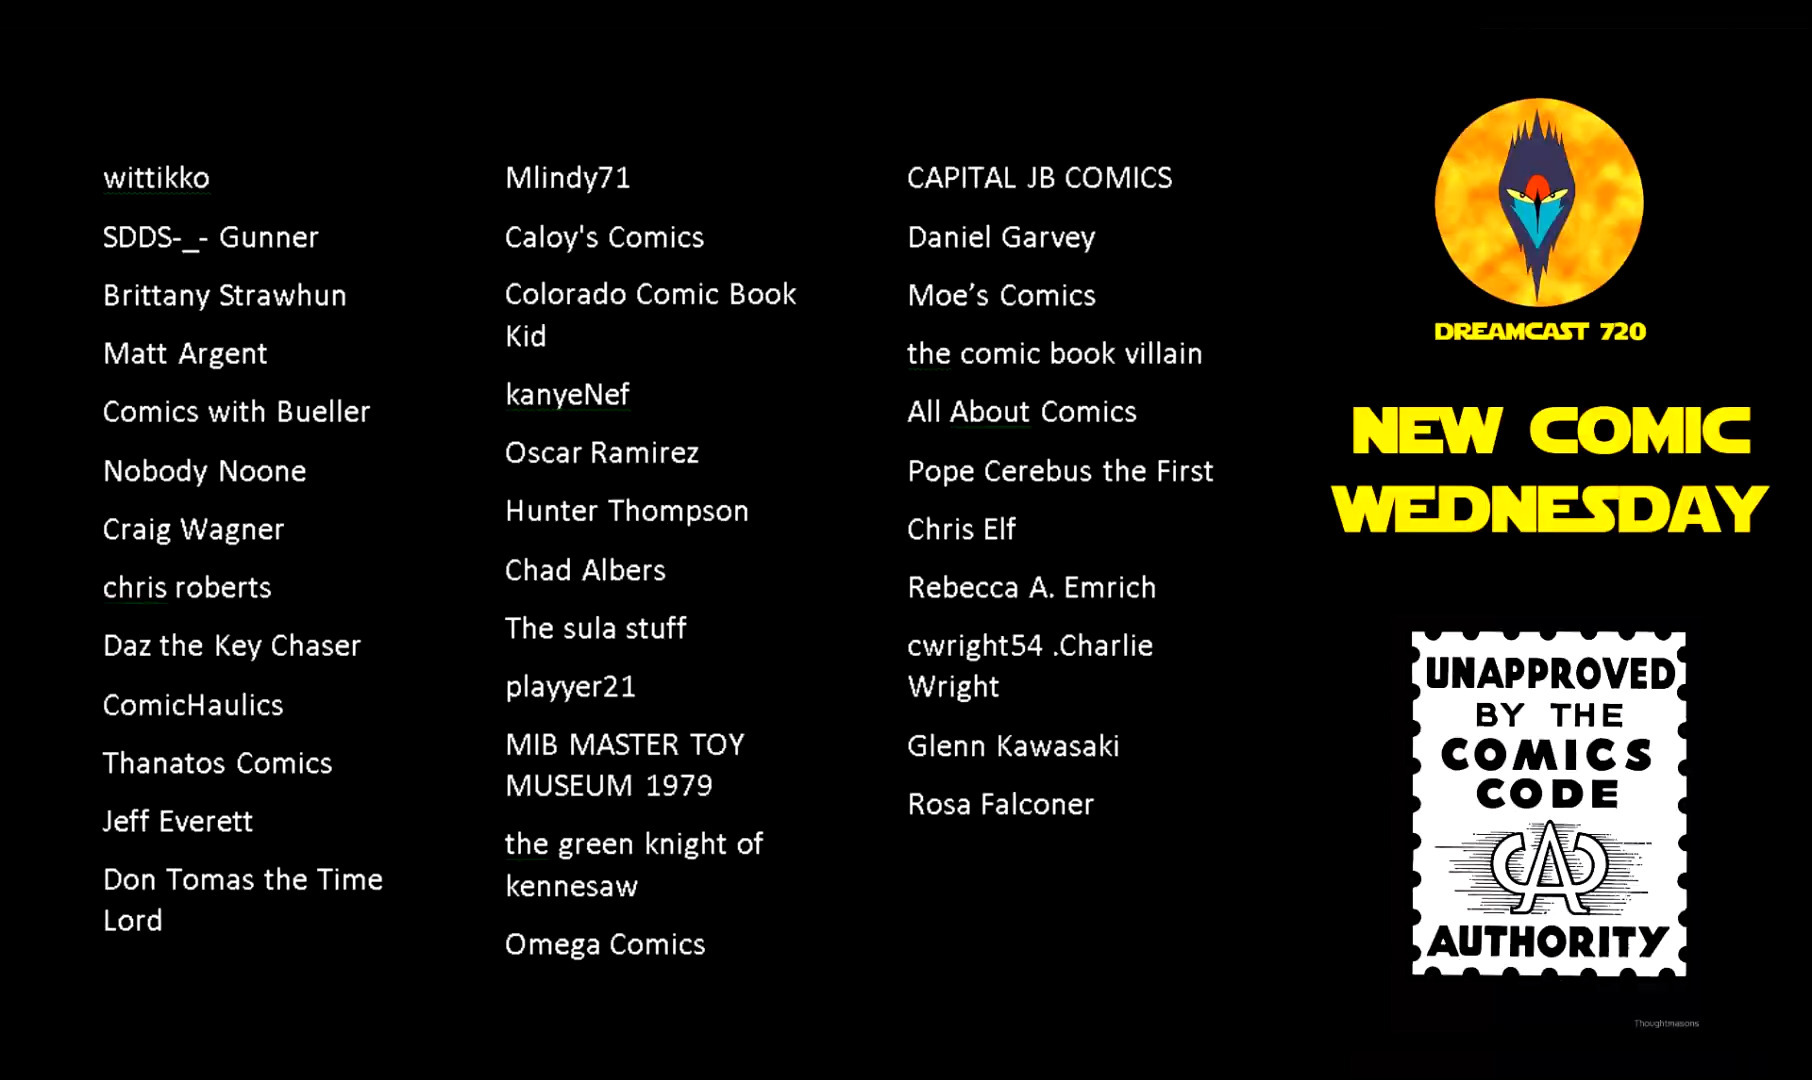 wittikko
SDDS-_- Gunner
Brittany Strawhun
Matt Argent
Comics with Bueller
Nobody Noone
Craig Wagner
chris roberts
Daz the Key Chaser
ComicHaulics
Thanatos Comics
Jeff Everett
Don Tomas the Time
Lord
Mlindy71
Caloy's Comics
Colorado Comic Book
Kid
kanyeNef
Oscar Ramirez
Hunter Thompson
Chad Albers
The sula stuff
playyer21
MIB MASTER TOY
MUSEUM 1979
the green knight of
kennesaw
Omega Comics
CAPITAL JB COMICS
Daniel Garvey
Moe’s Comics
the comic book villain
All About Comics
Pope Cerebus the First
Chris Elf
Rebecca A. Emrich
cwright54 .Charlie
Wright
Glenn Kawasaki
Rosa Falconer
DREAMCAST 720
NEW COMIC
WEDNESDAY
UNAPPROVED
BY THE
COMICS
CODE
CAC
AUTHORITY
Thoughtmasons